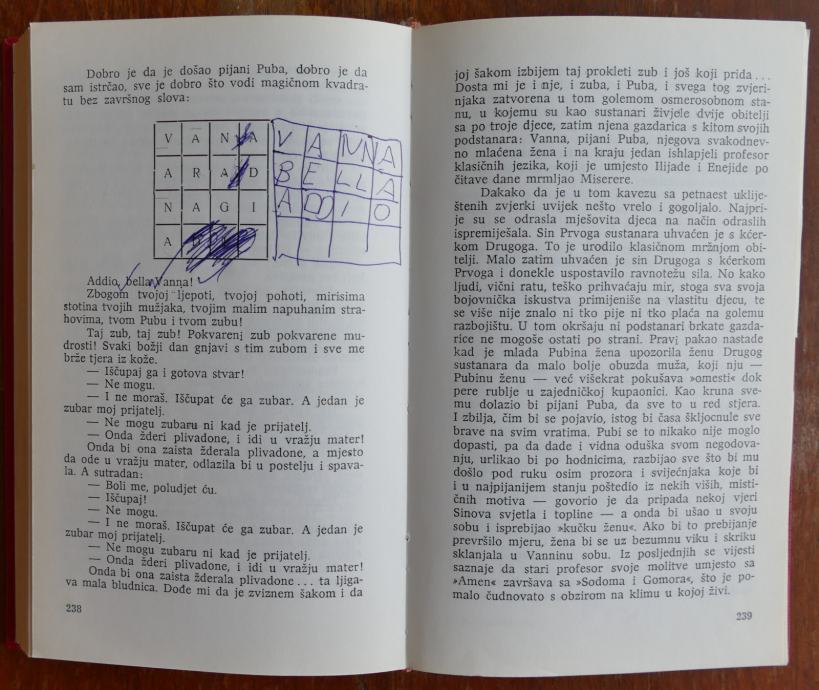 Dobro je da je došao pijani Puba, dobro je da
sam istrčao, sve je dobro što vodi magičnom kvadra-
tu bez završnog slova:
V A N A
A R A D
N A G I
A
V A N N A
B E L L A
A D D I O
Addio, bella Vanna!
Zbogom tvojoj ljepoti, tvojoj pohoti, mirisima
stotina tvojih mužjaka, tvojim malim napuhanim stra-
hovima, tvom Pubu i tvom zubu!
Taj zub, taj zub! Pokvareni zub pokvarene mu-
drosti! Svaki božji dan gnjavi s tim zubom i sve me
brže tjera iz kože.
— Iščupaj ga i gotova stvar!
— Ne mogu.
— I ne moraš. Iščupat će ga zubar. A jedan je
zubar moj prijatelj.
— Ne mogu zubaru ni kad je prijatelj.
— Onda žderi plivadone, i idi u vražju mater!
Onda bi ona zaista žderala plivadone, a mjesto
da ode u vražju mater, odlazila bi u postelju i spava-
la. A sutradan:
— Boli me, poludjet ću.
— Iščupaj!
— Ne mogu.
— I ne moraš. Iščupat će ga zubar. A jedan je
zubar moj prijatelj.
— Ne mogu zubaru ni kad je prijatelj.
— Onda žderi plivadone, i idi u vražju mater!
Onda bi ona zaista žderala plivadone ... ta ljiga-
va mala bludnica. Dođe mi da je zviznem šakom i da
238
joj šakom izbijem taj prokleti zub i još koji prida ...
Dosta mi je i nje, i zuba, i Puba, i svega tog zvjeri-
njaka zatvorena u tom golemom osmerosobnom sta-
nu, u kojemu su kao sustanari živjele dvije obitelji
sa po troje djece, zatim njena gazdarica s kitom svojih
podstanara: Vanna, pijani Puba, njegova svakodnev-
no mlaćena žena i na kraju jedan ishlapjeli profesor
klasičnih jezika, koji je umjesto Ilijade i Eneijde po
čitave dane mrmljao Miserere.
Dakako da je u tom kavezu sa petnaest uklije-
štenih zvjerki uvijek nešto vrelo i gogoljalo. Najpri-
je su se odrasla mješovita djeca na način odraslih
ispremiješala. Sin Prvoga sustanara uhvaćen je s kćer-
kom Drugoga. To je urodilo klasičnom mržnjom obi-
telji. Malo zatim uhvaćen je sin Drugoga s kćerkom
Prvoga i donekle uspostavilo ravnotežu sila. No kako
ljudi, vični ratu, teško prihvaćaju mir, stoga sva svoja
bojovnička iskustva primijeniše na vlastitu djecu, te
se više nije znalo ni tko pije ni tko plaća na golemu
razbojištu. U tom okršaju ni podstanari brkate gazda-
rice ne mogoše ostati po strani. Pravi pakao nastade
kad je mlada Pubina žena upozorila ženu Drugog
sustanara da malo bolje obuzda muža, koji nju —
Pubinu ženu — već višekrat pokušava »omesti« dok
pere rublje u zajedničkoj kupaonici. Kao kruna sve-
mu dolazio bi pijani Puba, da sve to u red stjera.
I zbilja, čim bi se pojavio, istog bi časa škljocnule sve
brave na svim vratima. Pubi se to nikako nije moglo
dopasti, pa da dade i vidna oduška svom negodova-
nju, urlikao bi po hodnicima, razbijao sve što bi mu
došlo pod ruku osim prozora i svijećnjaka koje bi
i u najpijanijem stanju poštedio iz nekih viših, misti-
čnih motiva — govorio je da pripada nekoj vjeri
Sinova svjetla i topline — a onda bi ušao u svoju
sobu i isprebijao »kučku ženu«. Ako bi to prebijanje
prevršilo mjeru, žena bi se uz bezumnu viku i skriku
sklanjala u Vanninu sobu. Iz posljednjih se vijesti
saznaje da stari profesor svoje molitve umjesto sa
»Amen« završava sa »Sodoma i Gomora«, što je po-
malo čudnovato s obzirom na klimu u kojoj živi.
239